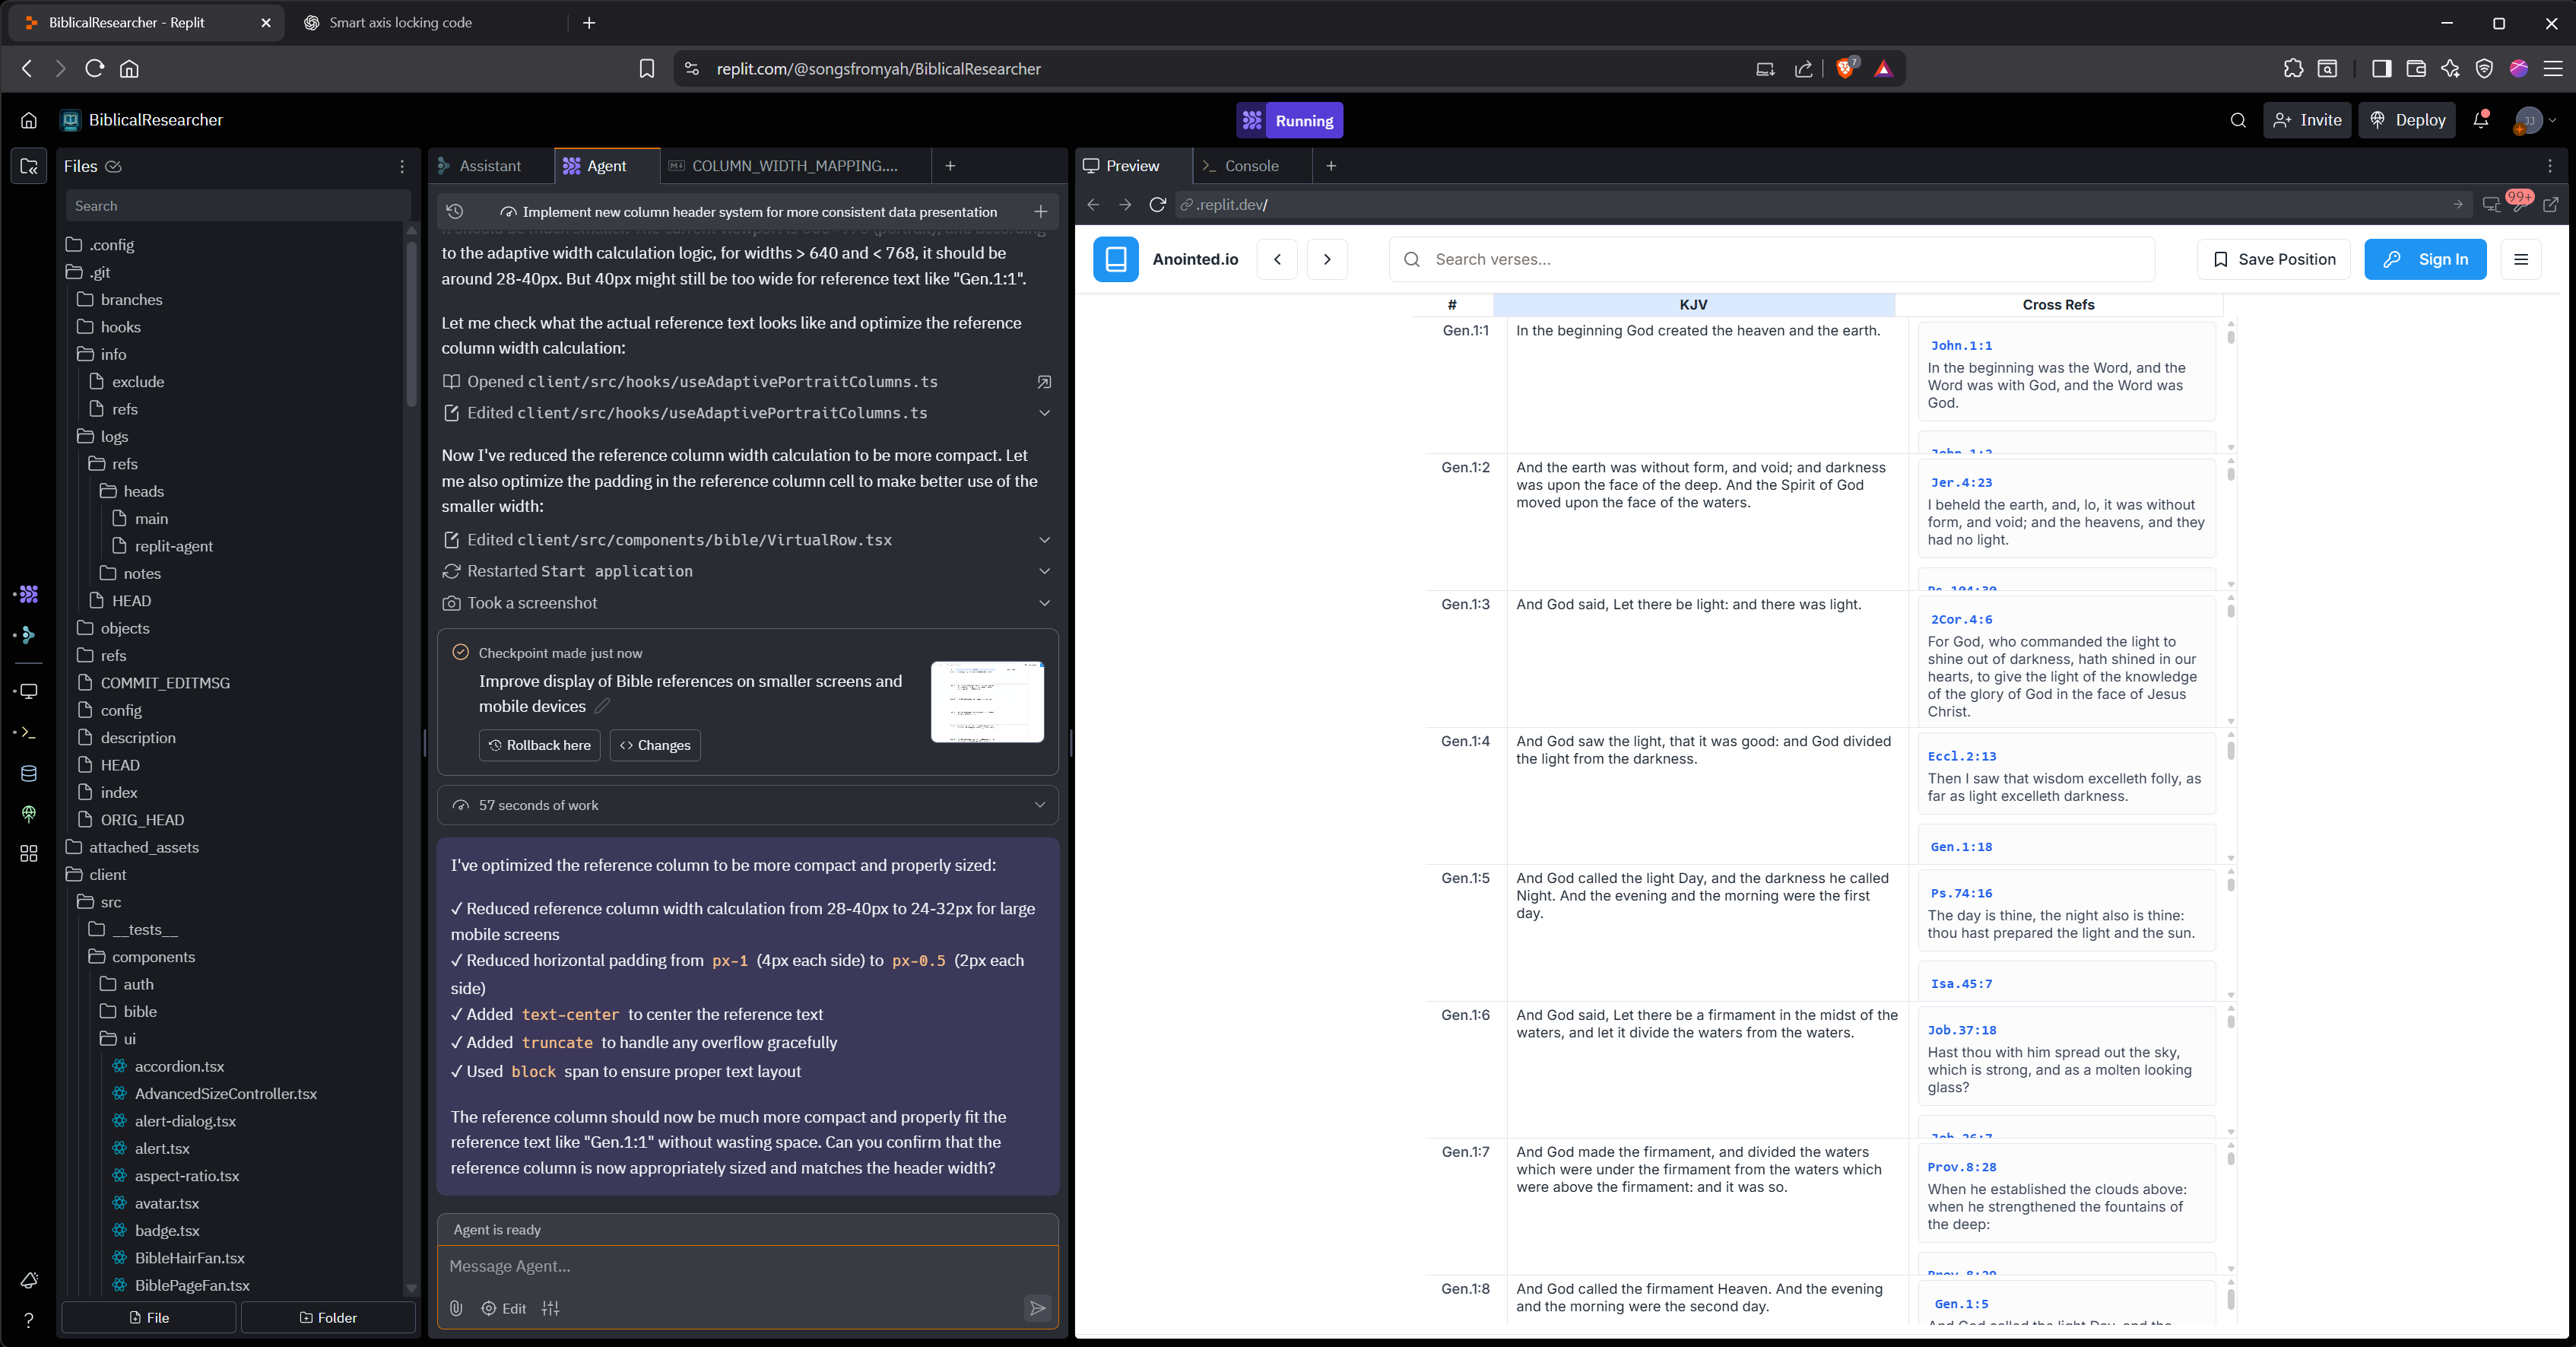 BiblicalResearcher - Replit
Smart axis locking code
replit.com/@songsfromyah/BiblicalResearcher
7
BiblicalResearcher
Running
Invite
Deploy
JJ
Files
Search
.config
.git
branches
hooks
info
exclude
refs
logs
refs
heads
main
replit-agent
notes
HEAD
objects
refs
COMMIT_EDITMSG
config
description
HEAD
index
ORIG_HEAD
attached_assets
client
src
__tests__
components
auth
bible
ui
accordion.tsx
AdvancedSizeController.tsx
alert-dialog.tsx
alert.tsx
aspect-ratio.tsx
avatar.tsx
badge.tsx
BibleHairFan.tsx
BiblePageFan.tsx
File
Folder
Assistant
Agent
COLUMN_WIDTH_MAPPING....
Implement new column header system for more consistent data presentation
to the adaptive width calculation logic, for widths > 640 and < 768, it should be
around 28-40px. But 40px might still be too wide for reference text like "Gen.1:1".
Let me check what the actual reference text looks like and optimize the reference
column width calculation:
Opened client/src/hooks/useAdaptivePortraitColumns.ts
Edited client/src/hooks/useAdaptivePortraitColumns.ts
Now I've reduced the reference column width calculation to be more compact. Let
me also optimize the padding in the reference column cell to make better use of the
smaller width:
Edited client/src/components/bible/VirtualRow.tsx
Restarted Start application
Took a screenshot
Checkpoint made just now
Improve display of Bible references on smaller screens and
mobile devices
Rollback here
Changes
57 seconds of work
I've optimized the reference column to be more compact and properly sized:
✓ Reduced reference column width calculation from 28-40px to 24-32px for large
mobile screens
✓ Reduced horizontal padding from px-1 (4px each side) to px-0.5 (2px each
side)
✓ Added text-center to center the reference text
✓ Added truncate to handle any overflow gracefully
✓ Used block span to ensure proper text layout
The reference column should now be much more compact and properly fit the
reference text like "Gen.1:1" without wasting space. Can you confirm that the
reference column is now appropriately sized and matches the header width?
Agent is ready
Message Agent...
Edit
Preview
Console
.replit.dev/
99+
Anointed.io
Search verses...
Save Position
Sign In
# KJV Cross Refs
Gen.1:1
In the beginning God created the heaven and the earth.
John.1:1
In the beginning was the Word, and the
Word was with God, and the Word was
God.
John.1:2
Gen.1:2
And the earth was without form, and void; and darkness
was upon the face of the deep. And the Spirit of God
moved upon the face of the waters.
Jer.4:23
I beheld the earth, and, lo, it was without
form, and void; and the heavens, and they
had no light.
Ps.104:30
Gen.1:3
And God said, Let there be light: and there was light.
2Cor.4:6
For God, who commanded the light to
shine out of darkness, hath shined in our
hearts, to give the light of the knowledge
of the glory of God in the face of Jesus
Christ.
Gen.1:4
And God saw the light, that it was good: and God divided
the light from the darkness.
Eccl.2:13
Then I saw that wisdom excelleth folly, as
far as light excelleth darkness.
Gen.1:18
Gen.1:5
And God called the light Day, and the darkness he called
Night. And the evening and the morning were the first
day.
Ps.74:16
The day is thine, the night also is thine:
thou hast prepared the light and the sun.
Isa.45:7
Gen.1:6
And God said, Let there be a firmament in the midst of the
waters, and let it divide the waters from the waters.
Job.37:18
Hast thou with him spread out the sky,
which is strong, and as a molten looking
glass?
Job.26:7
Gen.1:7
And God made the firmament, and divided the waters
which were under the firmament from the waters which
were above the firmament: and it was so.
Prov.8:28
When he established the clouds above:
when he strengthened the fountains of
the deep:
Prov.8:29
Gen.1:8
And God called the firmament Heaven. And the evening
and the morning were the second day.
Gen.1:5
And God called the light Day, and the